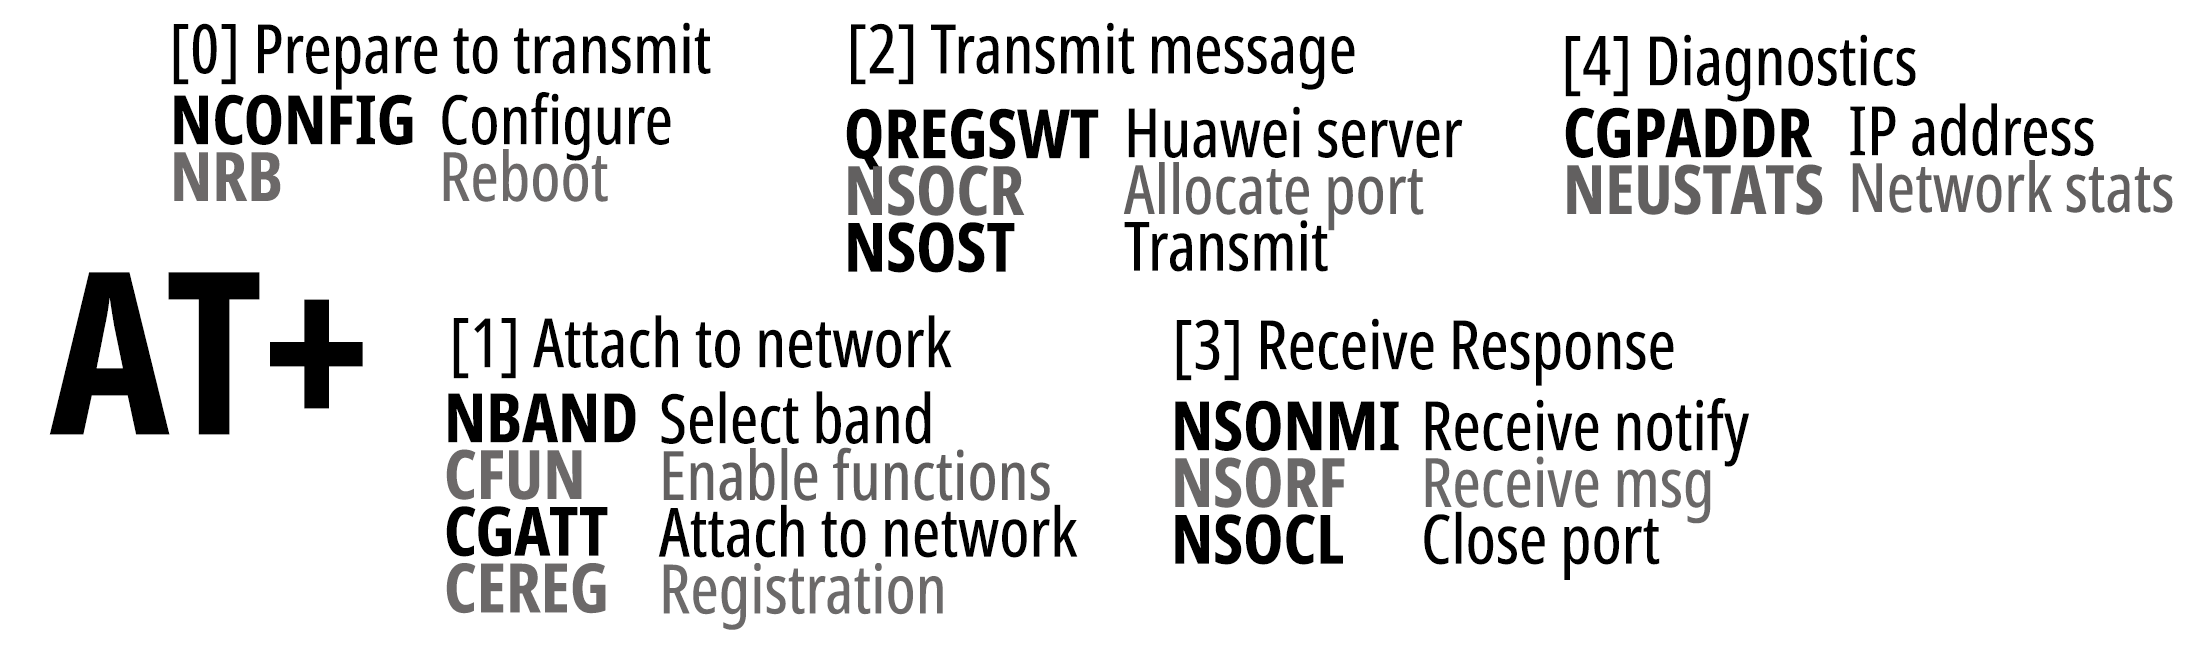 AT+
[0] Prepare to transmit
NCONFIG Configure
NRB Reboot
[1] Attach to network
NBAND Select band
CFUN Enable functions
CGATT Attach to network
CEREG Registration
[2] Transmit message
QREGSWT Huawei server
NSOCR Allocate port
NSOST Transmit
[3] Receive Response
NSONMI Receive notify
NSORF Receive msg
NSOCL Close port
[4] Diagnostics
CGPADDR IP address
NEUSTATS Network stats